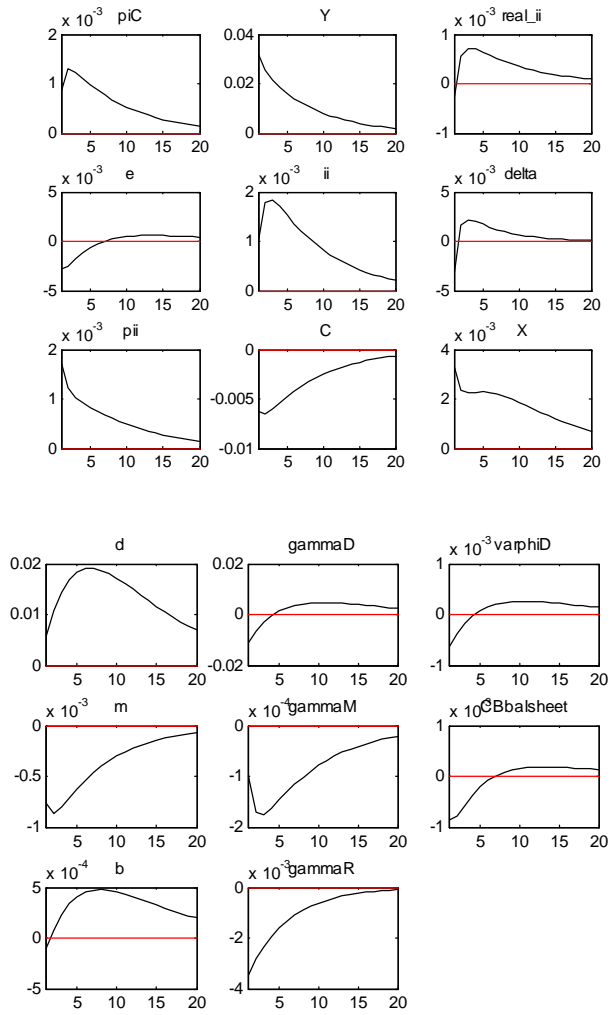 x 10⁻³ piC Y x 10⁻³ real_ii
2 0.04 1
1 0.02 0
0 0 -1
5 10 15 20 5 10 15 20 5 10 15 20
x 10⁻³ e x 10⁻³ ii x 10⁻³ delta
5 2 5
0 1 0
-5 0 -5
5 10 15 20 5 10 15 20 5 10 15 20
x 10⁻³ pii C x 10⁻³ X
2 0 4
1 -0.005 2
0 -0.01 0
5 10 15 20 5 10 15 20 5 10 15 20
d gammaD x 10⁻³ varphiD
0.02 0.02 1
0.01 0 0
0 -0.02 -1
5 10 15 20 5 10 15 20 5 10 15 20
x 10⁻³ m x 10⁻⁴ gammaM x 10⁻³ CBbalsheet
0 0 1
-0.5 -1 0
-1 -2 -1
5 10 15 20 5 10 15 20 5 10 15 20
x 10⁻⁴ b x 10⁻³ gammaR
5 0
0 -2
-5 -4
5 10 15 20 5 10 15 20